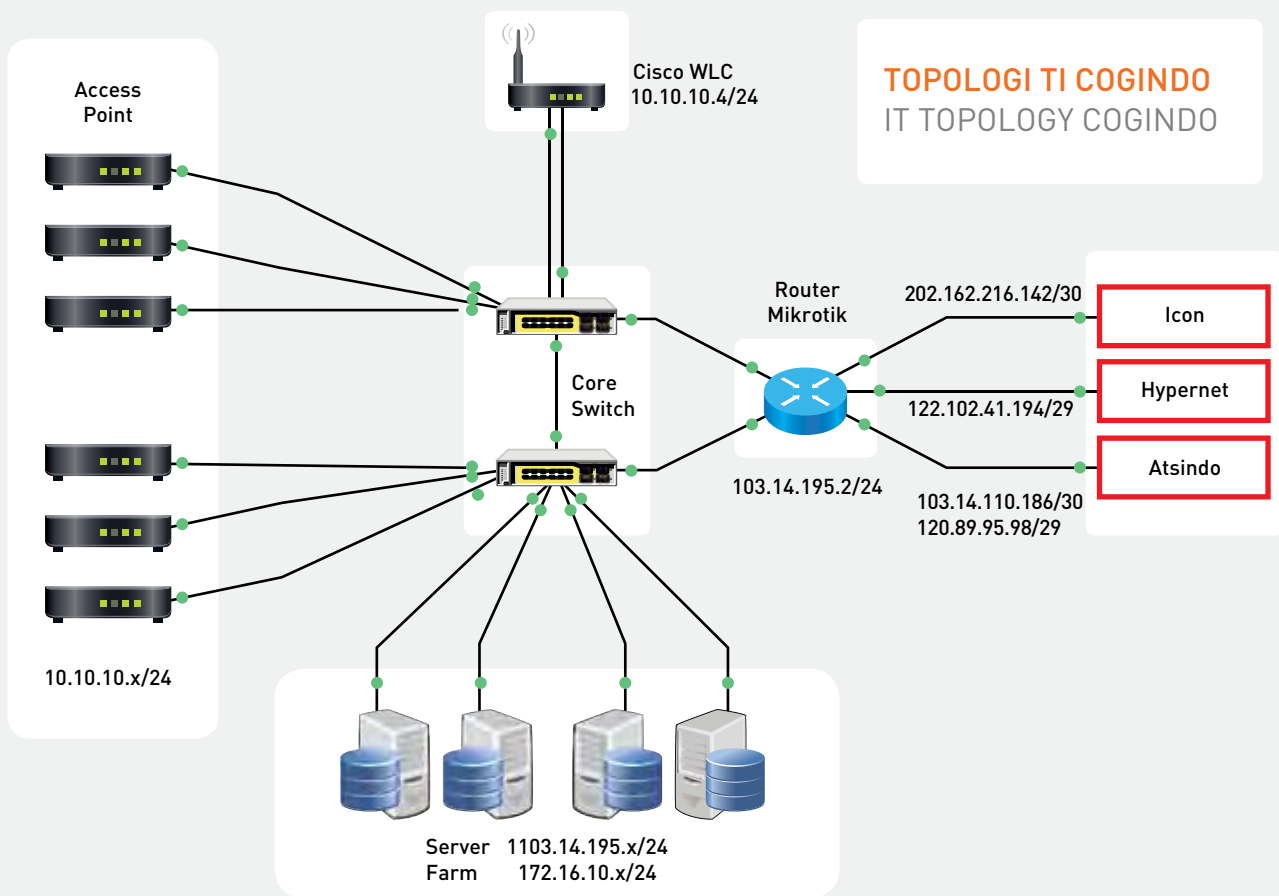 TOPOLOGI TI COGINDO
IT TOPOLOGY COGINDO
Access
Point
10.10.10.x/24
Cisco WLC
10.10.10.4/24
Core
Switch
Router
Mikrotik
103.14.195.2/24
202.162.216.142/30
Icon
122.102.41.194/29
Hypernet
103.14.110.186/30
120.89.95.98/29
Atsindo
Server 1103.14.195.x/24
Farm 172.16.10.x/24